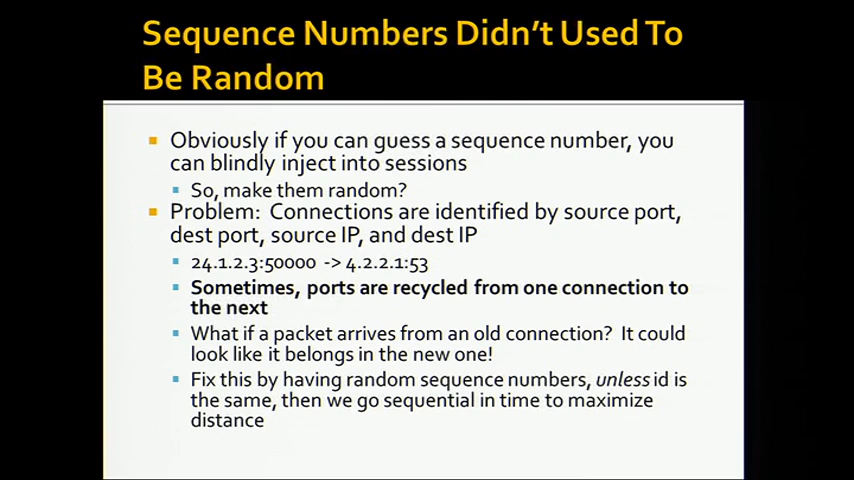 Sequence Numbers Didn't Used To
Be Random
Obviously if you can guess a sequence number, you
can blindly inject into sessions
So, make them random?
Problem: Connections are identified by source port,
dest port, source IP, and dest IP
24.1.2.3:50000 -> 4.2.2.1:53
Sometimes, ports are recycled from one connection to
the next
What if a packet arrives from an old connection? It could
look like it belongs in the new one!
Fix this by having random sequence numbers, unless id is
the same, then we go sequential in time to maximize
distance